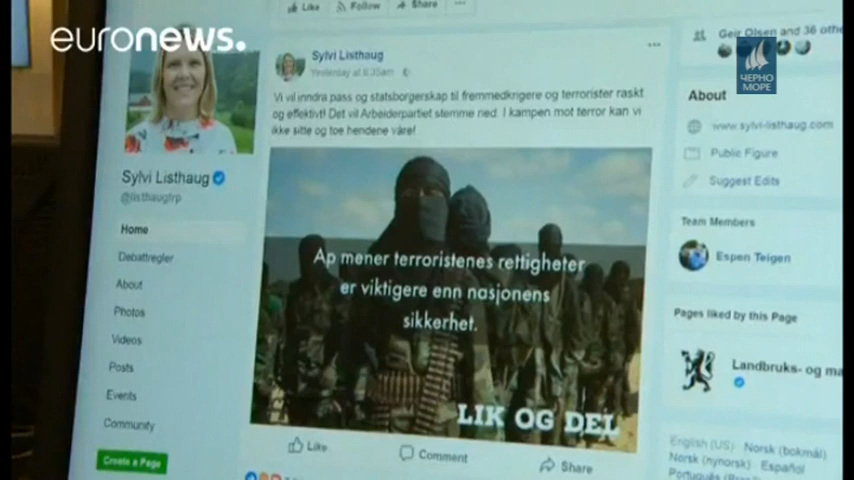 euronews.
ЧЕРНО
МОРЕ
Like
Follow
Share
Sylvi Listhaug
Yesterday at 8:35am
Vi vil inndra pass og statsborgerskap til fremmedkrigere og terrorister raskt
og effektivt! Det vil Arbeiderpartiet stemme ned. I kampen mot terror kan vi
ikke sitte og toe hendene våre!
Ap mener terroristenes rettigheter
er viktigere enn nasjonens
sikkerhet.
LIK OG DEL
Like
Comment
Share
Sylvi Listhaug
@listhaugfrp
Home
Debattregler
About
Photos
Videos
Posts
Events
Community
Create a Page
Geir Olsen and 36 othe
About
www.sylvi-listhaug.com
Public Figure
Suggest Edits
Team Members
Espen Teigen
Pages liked by this Page
Landbruks- og ma
English (US) · Norsk (bokmål)
Norsk (nynorsk) · Español